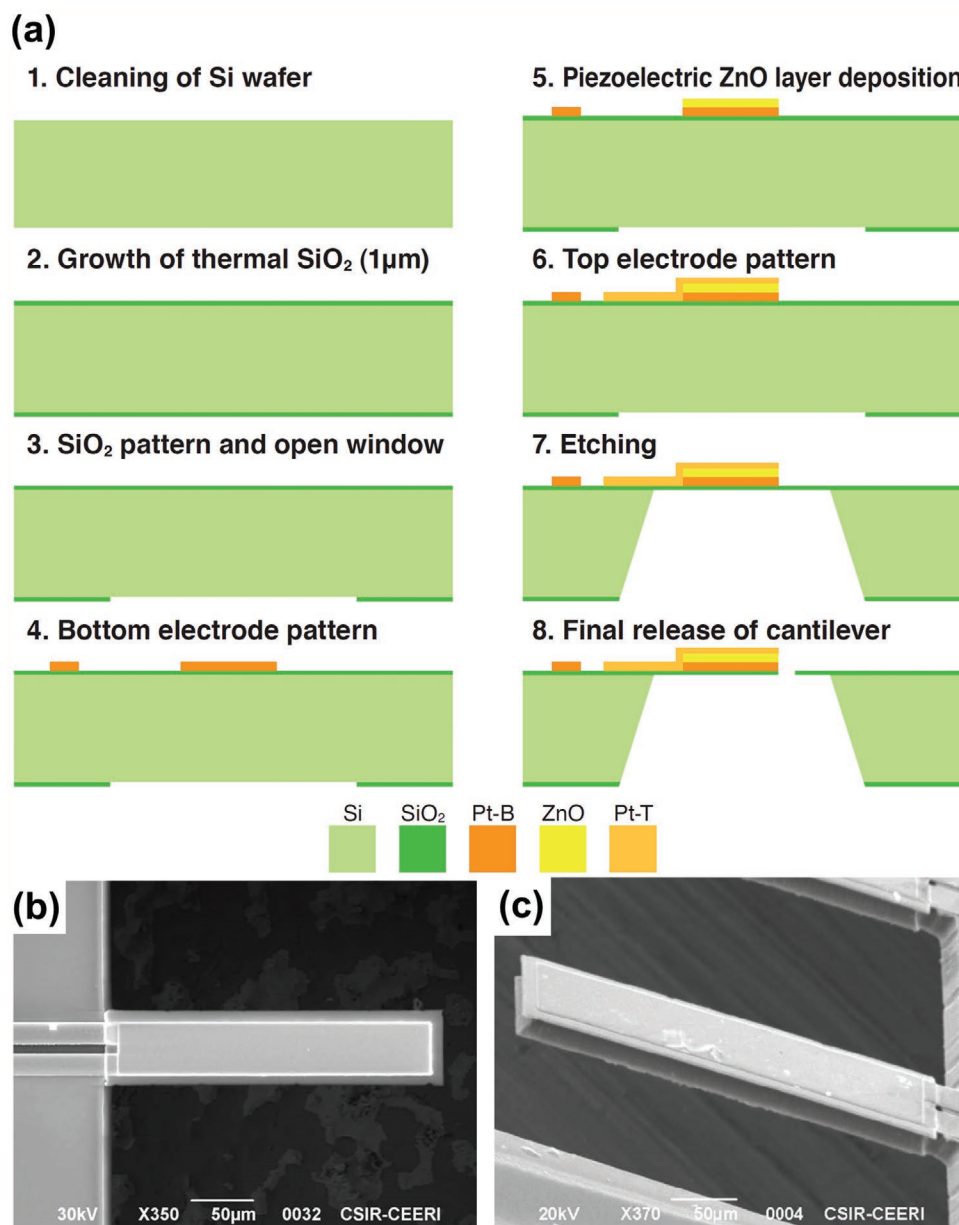 (a)
1. Cleaning of Si wafer
2. Growth of thermal SiO₂ (1μm)
3. SiO₂ pattern and open window
4. Bottom electrode pattern
5. Piezoelectric ZnO layer deposition
6. Top electrode pattern
7. Etching
8. Final release of cantilever
Si SiO₂ Pt-B ZnO Pt-T
(b)
30kV X350 50μm 0032 CSIR-CEERI
(c)
20kV X370 50μm 0004 CSIR-CEERI